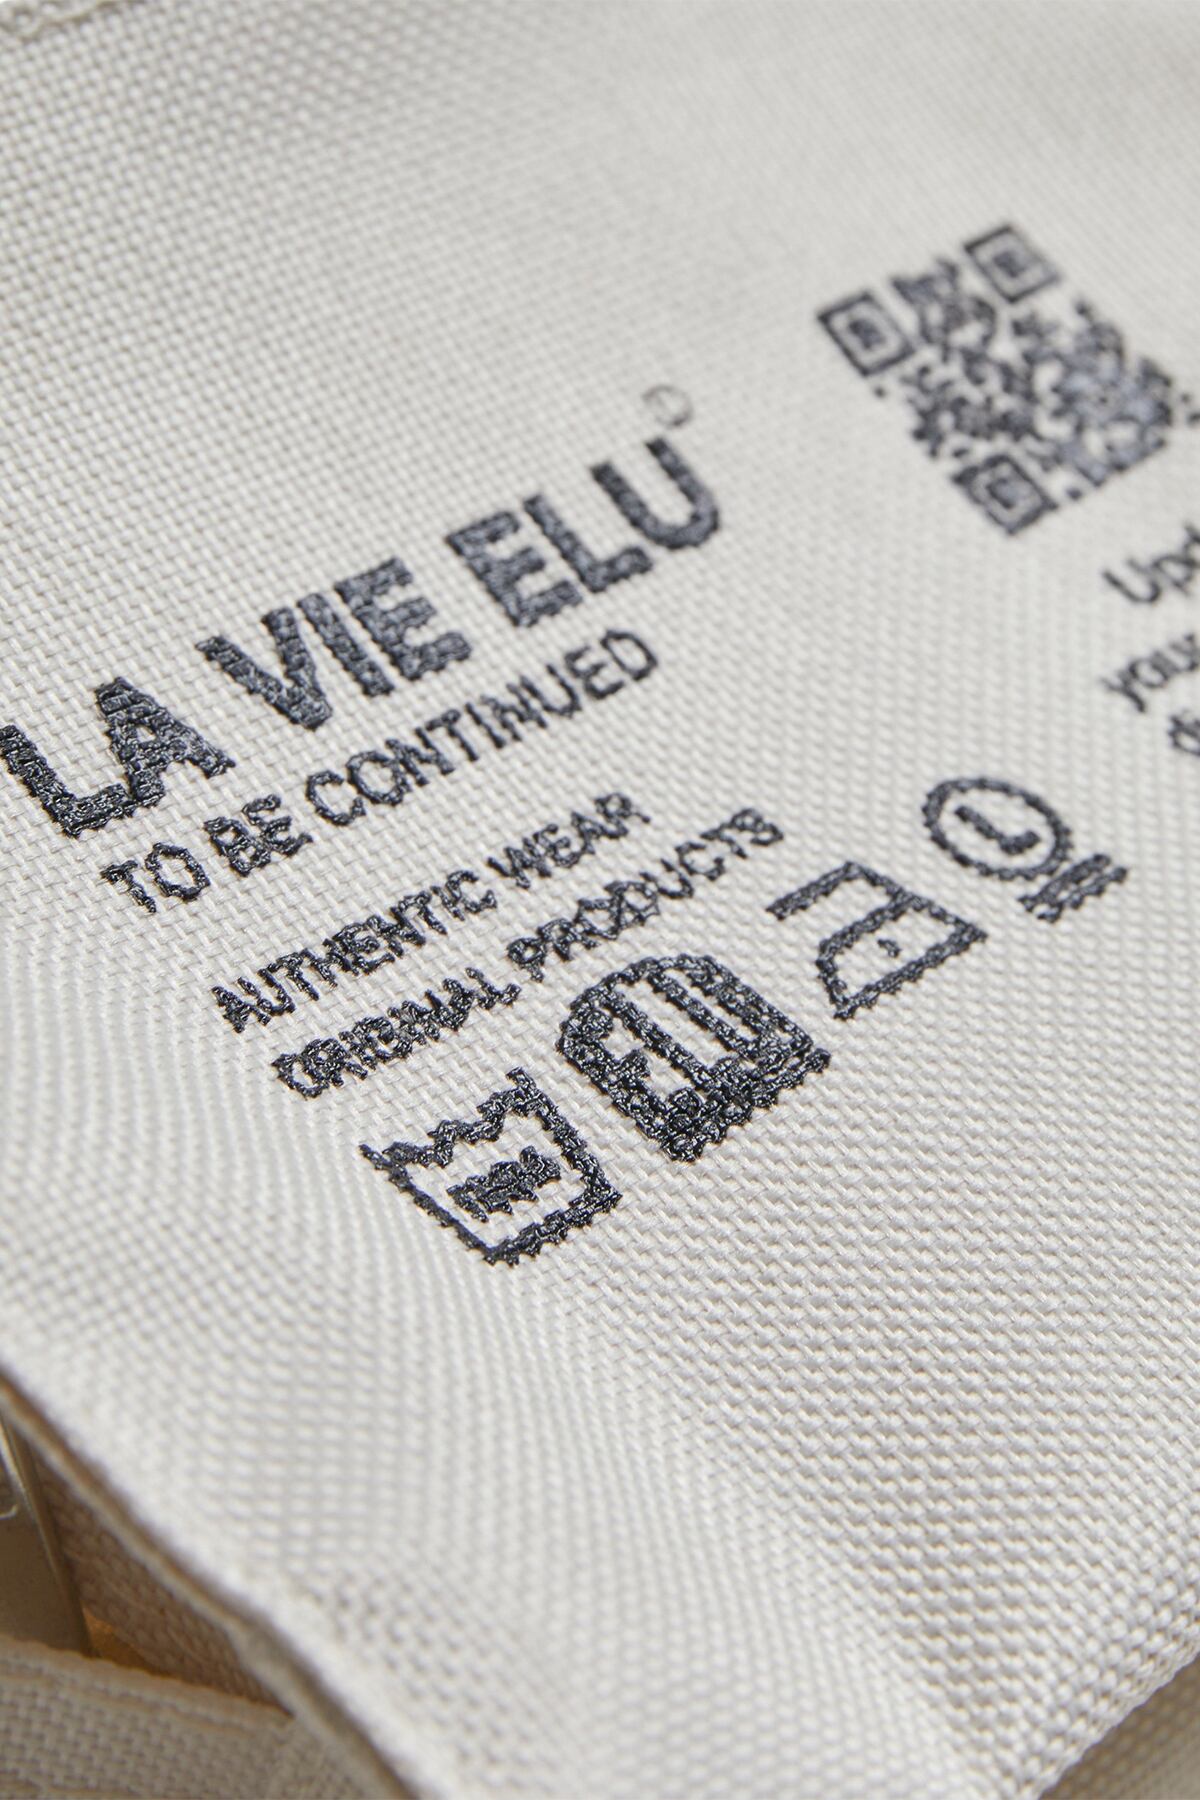 LA VIE ELU©
TO BE CONTINUED
AUTHENTIC WEAR
ORIGINAL PRODUCTS
L